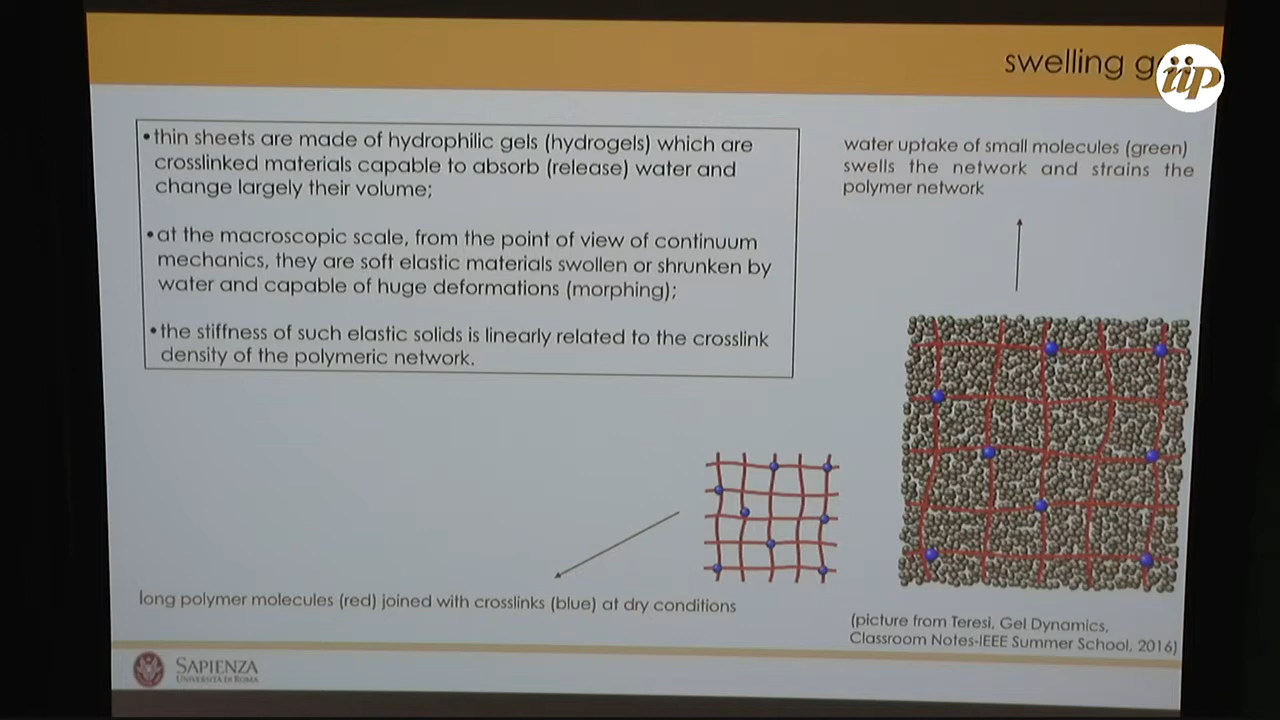 swelling
iip
•thin sheets are made of hydrophilic gels (hydrogels) which are
crosslinked materials capable to absorb (release) water and
change largely their volume;
•at the macroscopic scale, from the point of view of continuum
mechanics, they are soft elastic materials swollen or shrunken by
water and capable of huge deformations (morphing);
•the stiffness of such elastic solids is linearly related to the crosslink
density of the polymeric network.
water uptake of small molecules (green)
swells the network and strains the
polymer network
long polymer molecules (red) joined with crosslinks (blue) at dry conditions
(picture from Teresi, Gel Dynamics,
Classroom Notes-IEEE Summer School, 2016)
SAPIENZA
UNIVERSITÀ DI ROMA